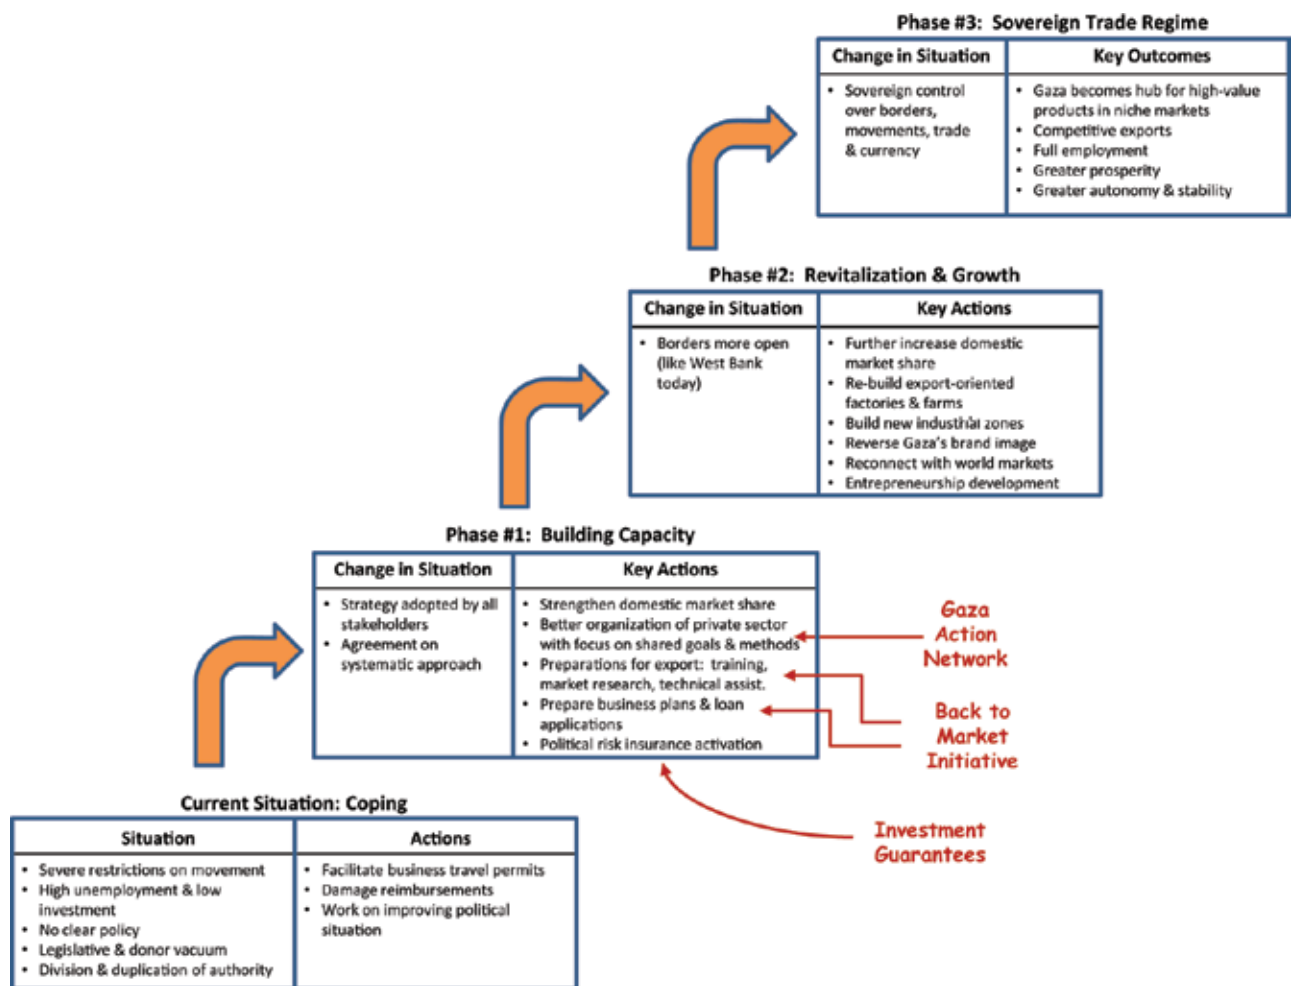 Phase #3: Sovereign Trade Regime
Change in Situation
• Sovereign control
over borders,
movements, trade
& currency
Key Outcomes
• Gaza becomes hub for high-value
products in niche markets
• Competitive exports
• Full employment
• Greater prosperity
• Greater autonomy & stability
Phase #2: Revitalization & Growth
Change in Situation
• Borders more open
(like West Bank
today)
Key Actions
• Further increase domestic
market share
• Re-build export-oriented
factories & farms
• Build new industrial zones
• Reverse Gaza's brand image
• Reconnect with world markets
• Entrepreneurship development
Phase #1: Building Capacity
Change in Situation
• Strategy adopted by all
stakeholders
• Agreement on
systematic approach
Key Actions
• Strengthen domestic market share
• Better organization of private sector
with focus on shared goals & methods
• Preparations for export: training,
market research, technical assist.
• Prepare business plans & loan
applications
• Political risk insurance activation
Gaza
Action
Network
Back to
Market
Initiative
Investment
Guarantees
Current Situation: Coping
Situation
• Severe restrictions on movement
• High unemployment & low
investment
• No clear policy
• Legislative & donor vacuum
• Division & duplication of authority
Actions
• Facilitate business travel permits
• Damage reimbursements
• Work on improving political
situation